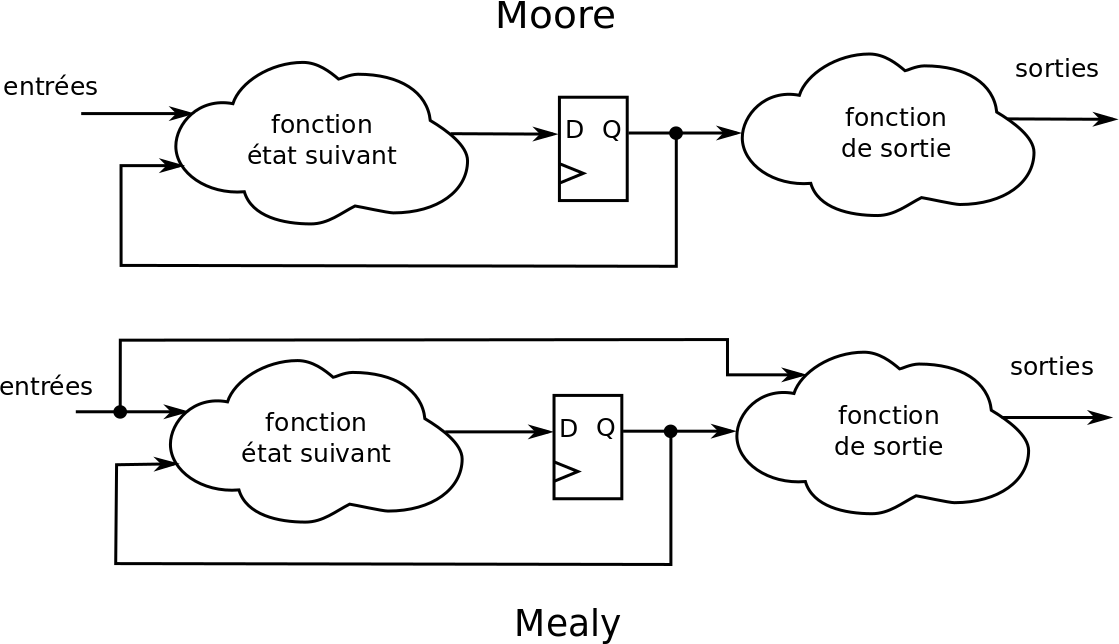 Moore
entrées
fonction
état suivant
D Q
fonction
de sortie
sorties
entrées
fonction
état suivant
D Q
fonction
de sortie
sorties
Mealy